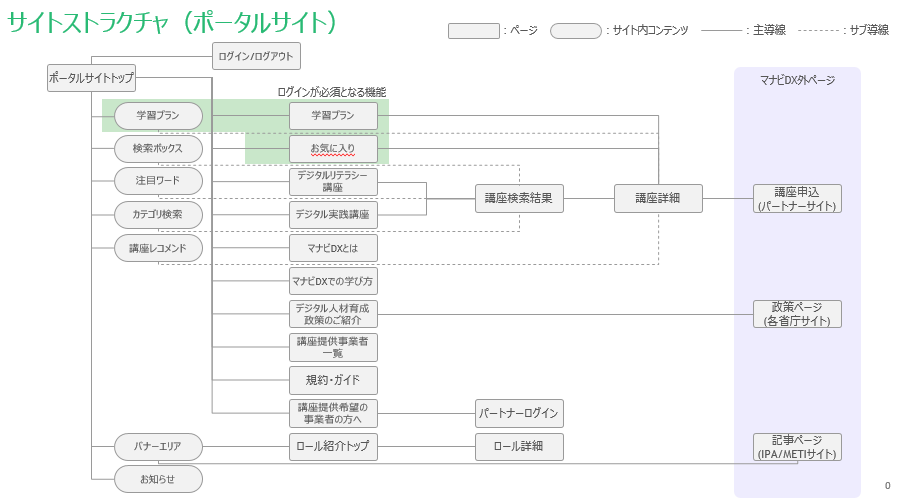 サイトストラクチャ（ポータルサイト）
：ページ
：サイト内コンテンツ
：主導線
：サブ導線
ログイン/ログアウト
ポータルサイトトップ
マナビDX外ページ
ログインが必須となる機能
学習プラン
学習プラン
検索ボックス
お気に入り
注目ワード
デジタルリテラシー
講座
講座検索結果
講座詳細
講座申込
(パートナーサイト)
カテゴリ検索
デジタル実践講座
講座レコメンド
マナビDXとは
マナビDXでの学び方
デジタル人材育成
政策のご紹介
政策ページ
(各省庁サイト)
講座提供事業者
一覧
規約・ガイド
講座提供希望の
事業者の方へ
パートナーログイン
バナーエリア
ロール紹介トップ
ロール詳細
記事ページ
(IPA/METIサイト)
お知らせ
0